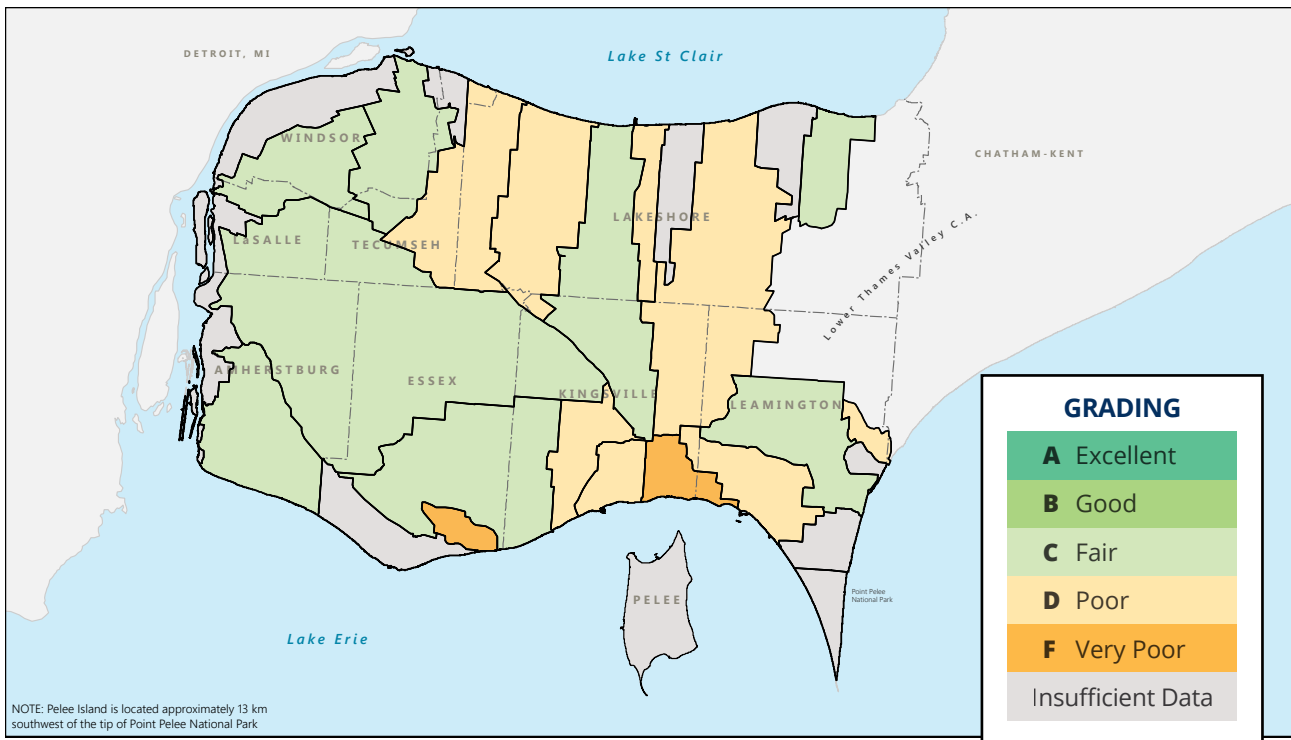 DETROIT, MI
Lake St Clair
WINDSOR
CHATHAM-KENT
LAKESHORE
LaSALLE
TECUMSEH
Lower Thames Valley C.A.
AMHERSTBURG
ESSEX
KINGSVILLE
LEAMINGTON
PELEE
Point Pelee
National Park
Lake Erie
NOTE: Pelee Island is located approximately 13 km
southwest of the tip of Point Pelee National Park
GRADING
A Excellent
B Good
C Fair
D Poor
F Very Poor
Insufficient Data